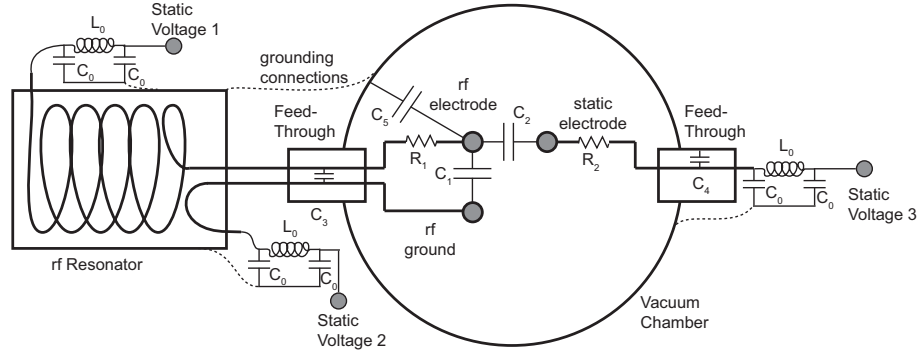 Static
Voltage 1
L₀
C₀
C₀
grounding
connections
rf
electrode
C₅
C₂
static
electrode
Feed-
Through
Feed-
Through
R₁
C₁
R₂
L₀
C₃
C₄
C₀
C₀
Static
Voltage 3
rf
ground
L₀
rf Resonator
C₀
C₀
Static
Voltage 2
Vacuum
Chamber